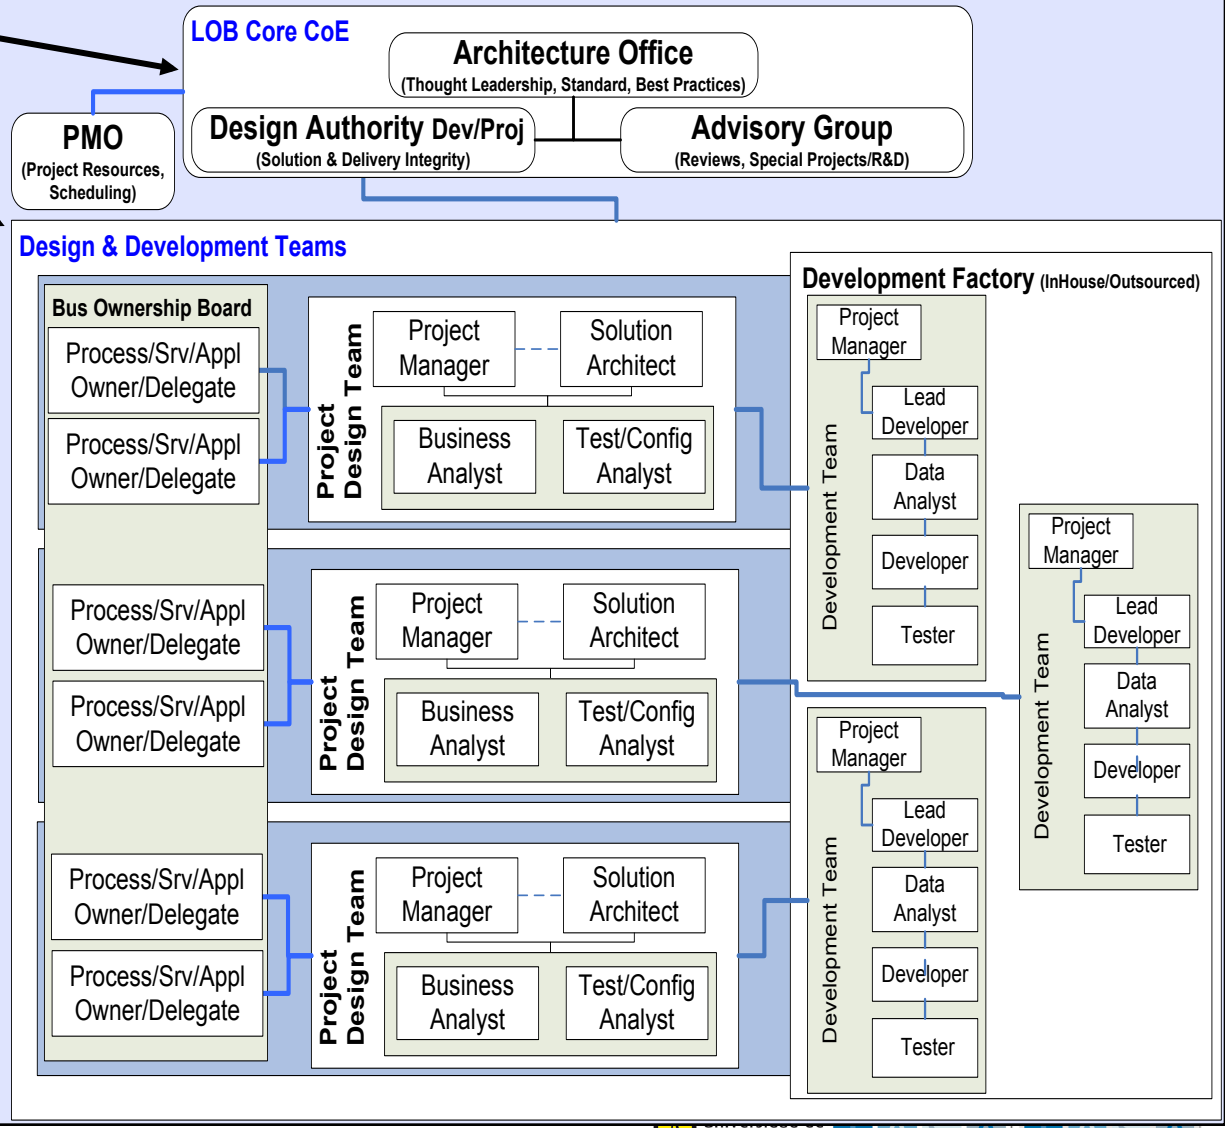 LOB Core CoE
Architecture Office
(Thought Leadership, Standard, Best Practices)
Design Authority Dev/Proj
(Solution & Delivery Integrity)
Advisory Group
(Reviews, Special Projects/R&D)
PMO
(Project Resources,
Scheduling)
Design & Development Teams
Bus Ownership Board
Process/Srv/Appl
Owner/Delegate
Process/Srv/Appl
Owner/Delegate
Project
Design Team
Project
Manager
Solution
Architect
Business
Analyst
Test/Config
Analyst
Process/Srv/Appl
Owner/Delegate
Process/Srv/Appl
Owner/Delegate
Project
Design Team
Project
Manager
Solution
Architect
Business
Analyst
Test/Config
Analyst
Process/Srv/Appl
Owner/Delegate
Process/Srv/Appl
Owner/Delegate
Project
Design Team
Project
Manager
Solution
Architect
Business
Analyst
Test/Config
Analyst
Development Factory (InHouse/Outsourced)
Development Team
Project
Manager
Lead
Developer
Data
Analyst
Developer
Tester
Development Team
Project
Manager
Lead
Developer
Data
Analyst
Developer
Tester
Development Team
Project
Manager
Lead
Developer
Data
Analyst
Developer
Tester